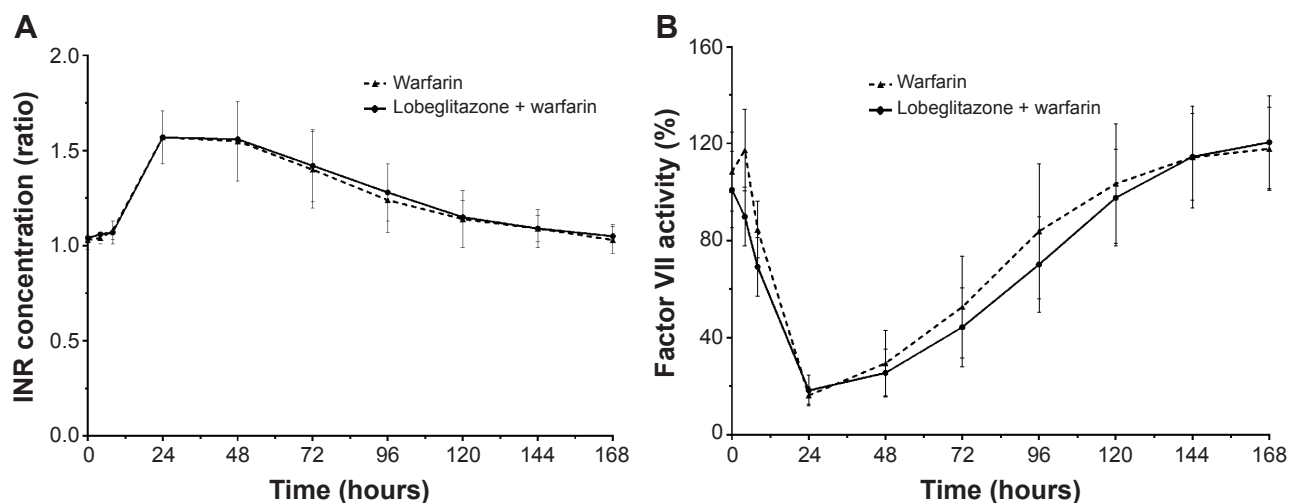 A
INR concentration (ratio)
2.0
1.5
1.0
0.5
0.0
Warfarin
Lobeglitazone + warfarin
0 24 48 72 96 120 144 168
Time (hours)
B
Factor VII activity (%)
160
120
80
40
0
Warfarin
Lobeglitazone + warfarin
0 24 48 72 96 120 144 168
Time (hours)